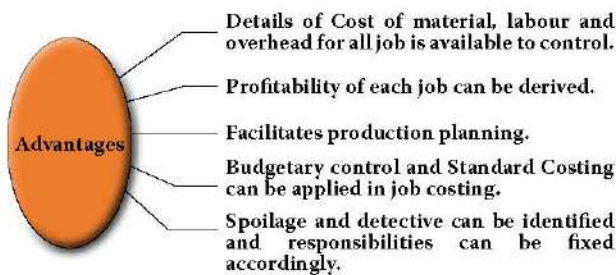 Details of Cost of material, labour and
overhead for all job is available to control.
Profitability of each job can be derived.
Facilitates production planning.
Advantages
Budgetary control and Standard Costing
can be applied in job costing.
Spoilage and detective can be identified
and responsibilities can be fixed
accordingly.